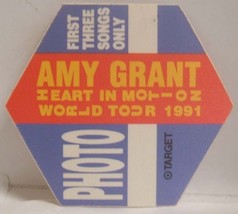 FIRST
THREE
SONGS
ONLY
AMY GRANT
HEART IN MOTION
WORLD TOUR 1991
PHOTO
TARGET